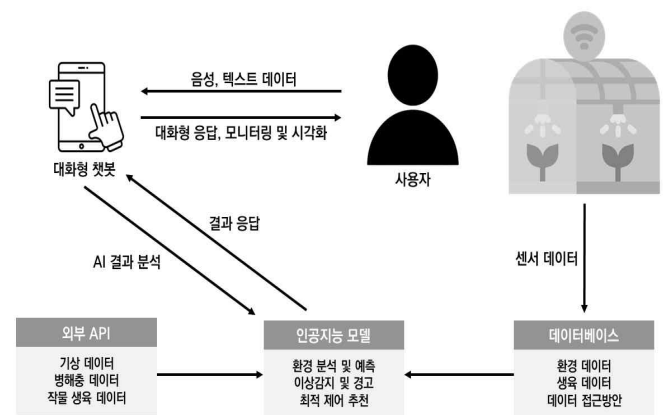 음성, 텍스트 데이터
대화형 응답, 모니터링 및 시각화
대화형 챗봇
사용자
결과 응답
AI 결과 분석
센서 데이터
외부 API
기상 데이터
병해충 데이터
작물 생육 데이터
인공지능 모델
환경 분석 및 예측
이상감지 및 경고
최적 제어 추천
데이터베이스
환경 데이터
생육 데이터
데이터 접근방안